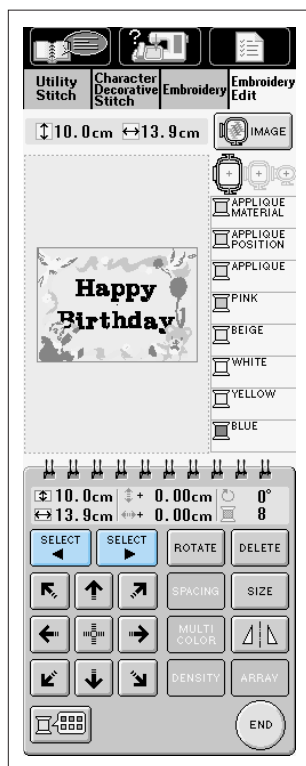 Utility Stitch
Character Decorative Stitch
Embroidery
Embroidery Edit
10.0cm 13.9cm
IMAGE
APPLIQUE MATERIAL
APPLIQUE POSITION
APPLIQUE
PINK
BEIGE
WHITE
YELLOW
BLUE
Happy
Birthday
10.0cm + 0.00cm 0°
13.9cm + 0.00cm 8
SELECT SELECT ROTATE DELETE
SPACING SIZE
MULTI COLOR
DENSITY ARRAY
END